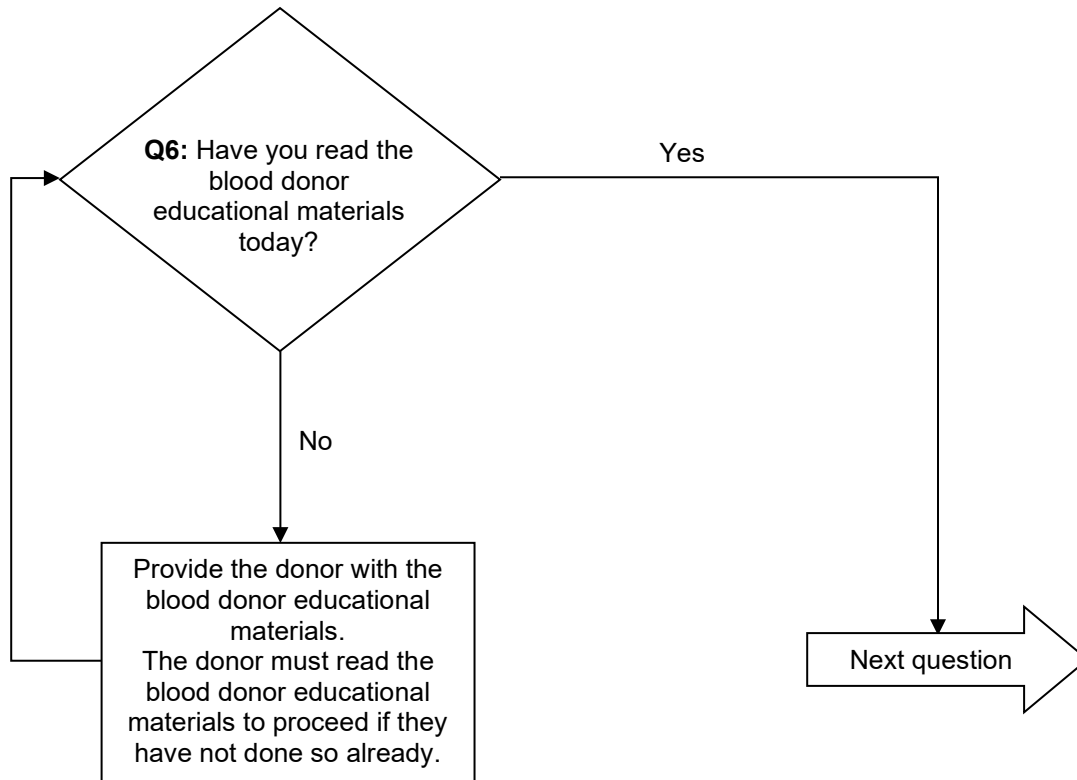 Q6: Have you read the
blood donor
educational materials
today?
Yes
No
Provide the donor with the
blood donor educational
materials.
The donor must read the
blood donor educational
materials to proceed if they
have not done so already.
Next question